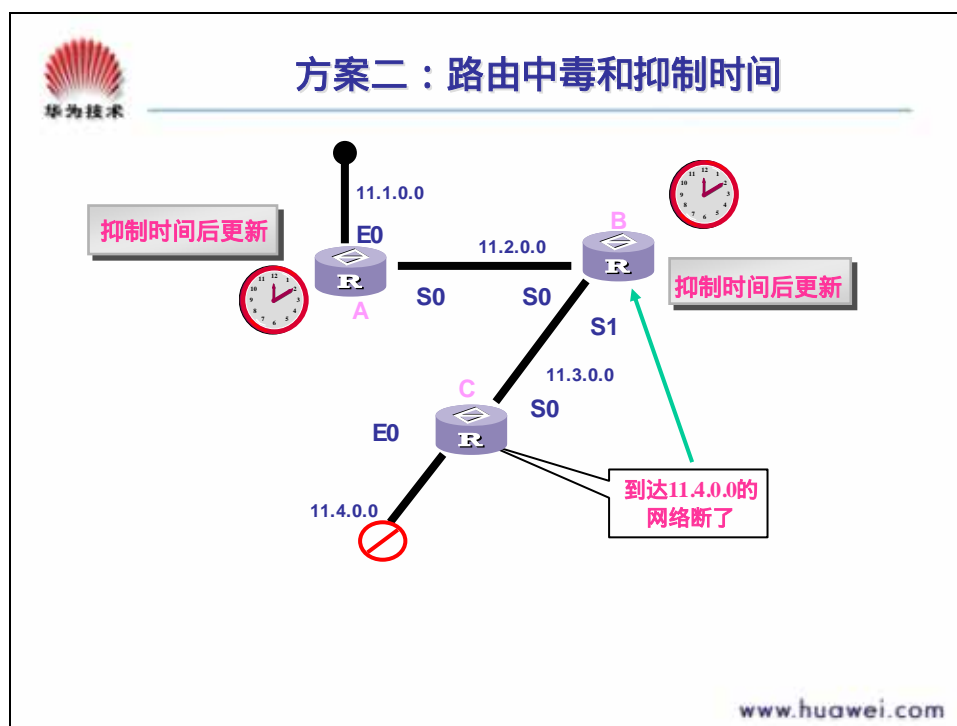 方案二：路由中毒和抑制时间
华为技术
11.1.0.0
抑制时间后更新
E0
11.2.0.0
B
R
R
抑制时间后更新
S0
S0
A
S1
11.3.0.0
C
S0
E0
R
到达11.4.0.0的
网络断了
11.4.0.0
www.huawei.com